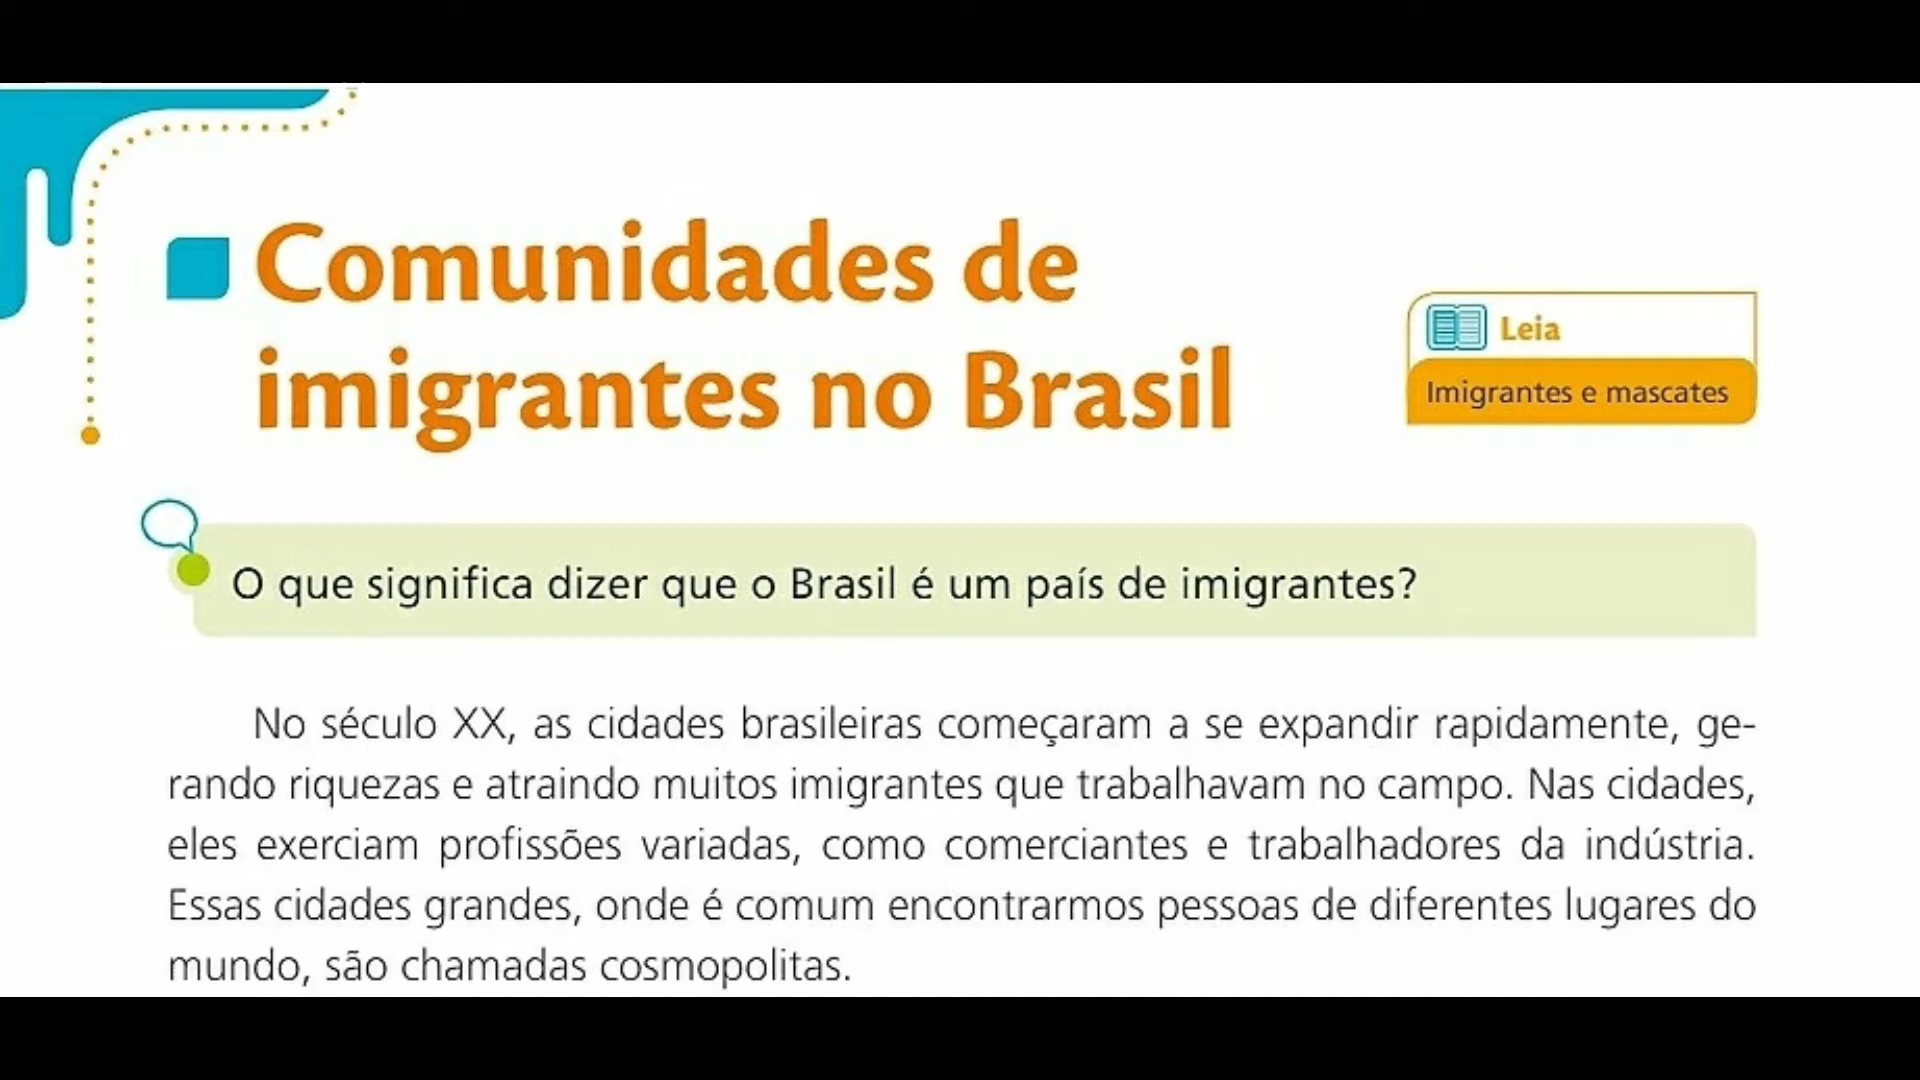 Comunidades de
imigrantes no Brasil
Leia
Imigrantes e mascates
O que significa dizer que o Brasil é um país de imigrantes?
No século XX, as cidades brasileiras começaram a se expandir rapidamente, ge-
rando riquezas e atraindo muitos imigrantes que trabalhavam no campo. Nas cidades,
eles exerciam profissões variadas, como comerciantes e trabalhadores da indústria.
Essas cidades grandes, onde é comum encontrarmos pessoas de diferentes lugares do
mundo, são chamadas cosmopolitas.